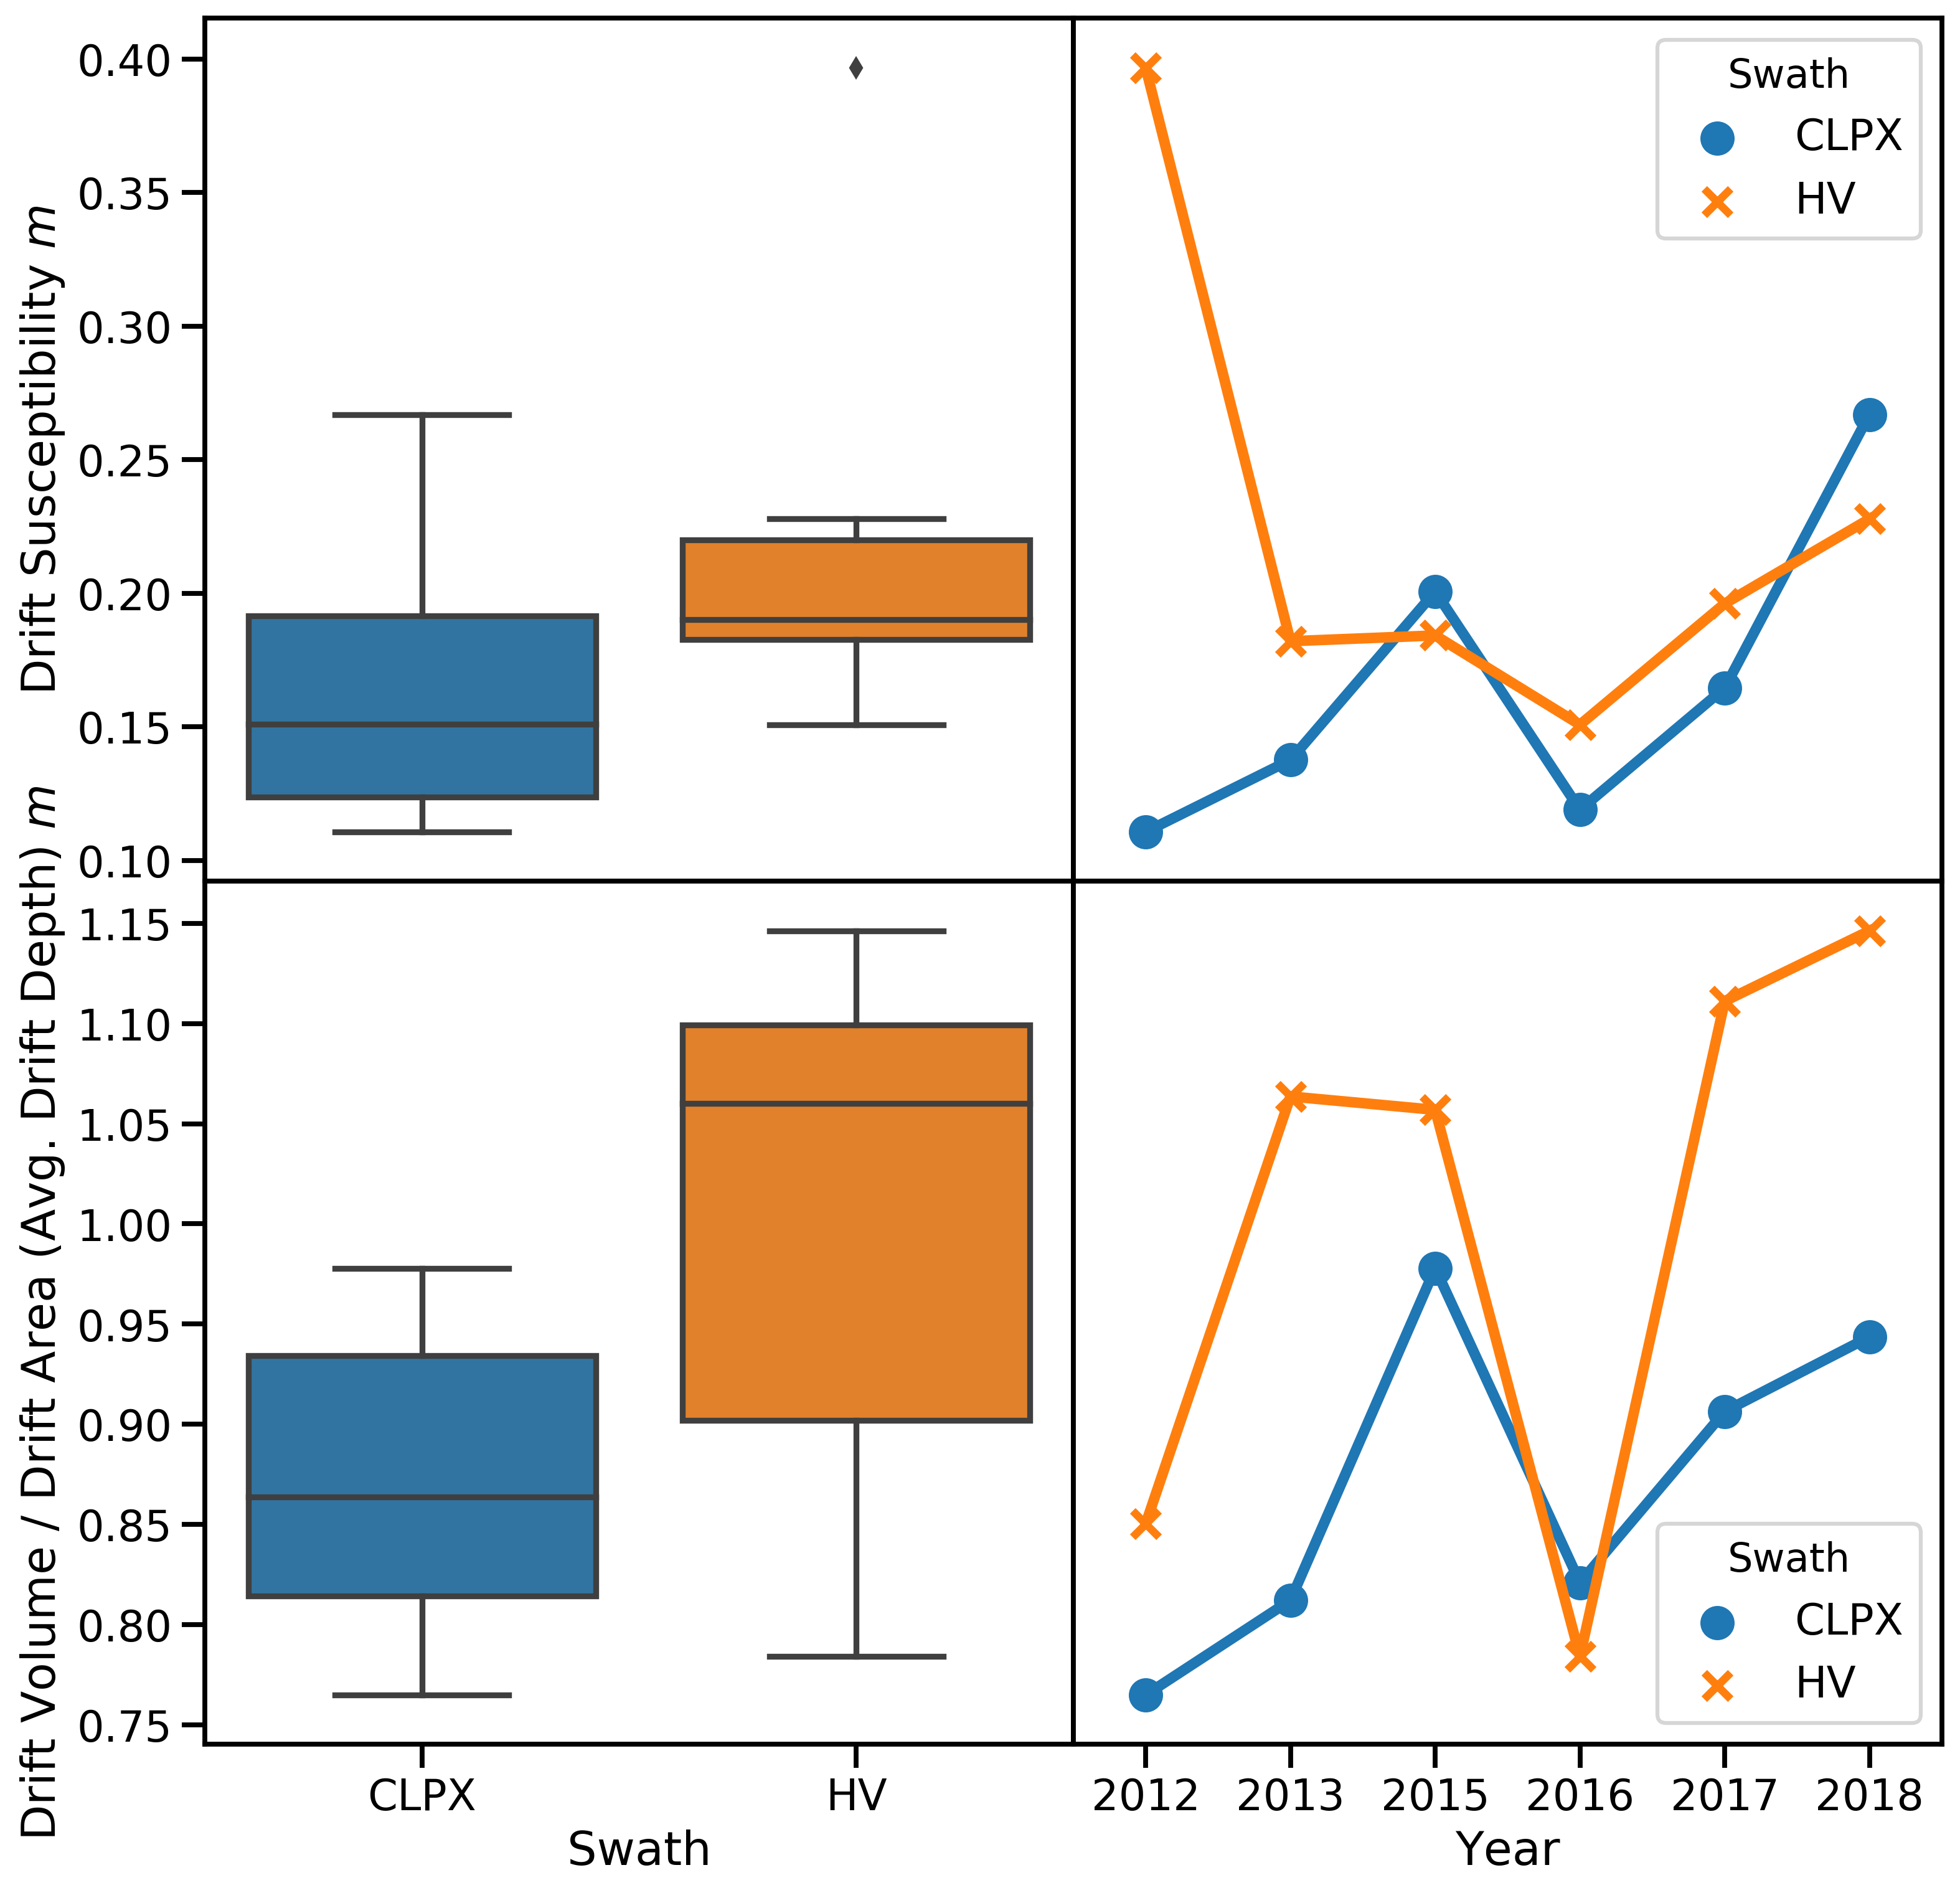 Drift Susceptibility m
0.40
0.35
0.30
0.25
0.20
0.15
0.10
Swath
CLPX
HV
Drift Volume / Drift Area (Avg. Drift Depth) m
1.15
1.10
1.05
1.00
0.95
0.90
0.85
0.80
0.75
Swath
CLPX
HV
CLPX HV
Swath
2012 2013 2015 2016 2017 2018
Year